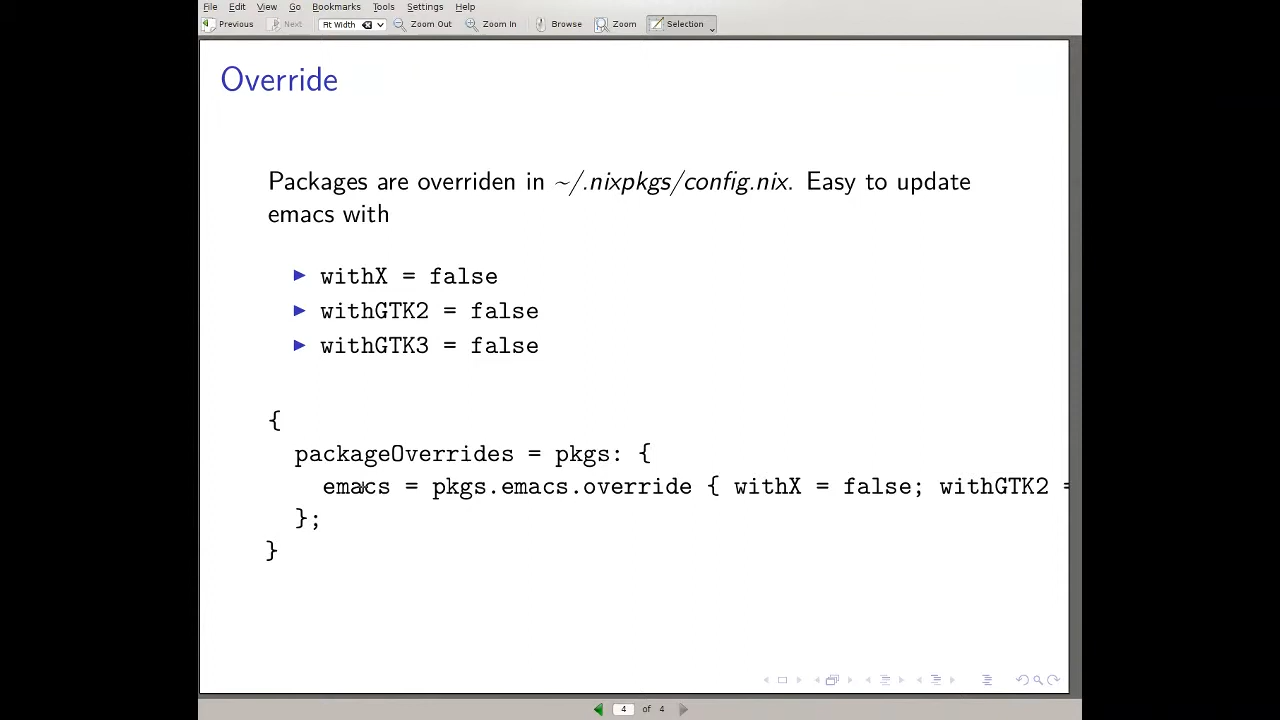 File Edit View Go Bookmarks Tools Settings Help
Previous Next Fit Width Zoom Out Zoom In Browse Zoom Selection
Override
Packages are overriden in ~/.nixpkgs/config.nix. Easy to update
emacs with
withX = false
withGTK2 = false
withGTK3 = false
{
packageOverrides = pkgs: {
emacs = pkgs.emacs.override { withX = false; withGTK2 =
};
}
4 of 4